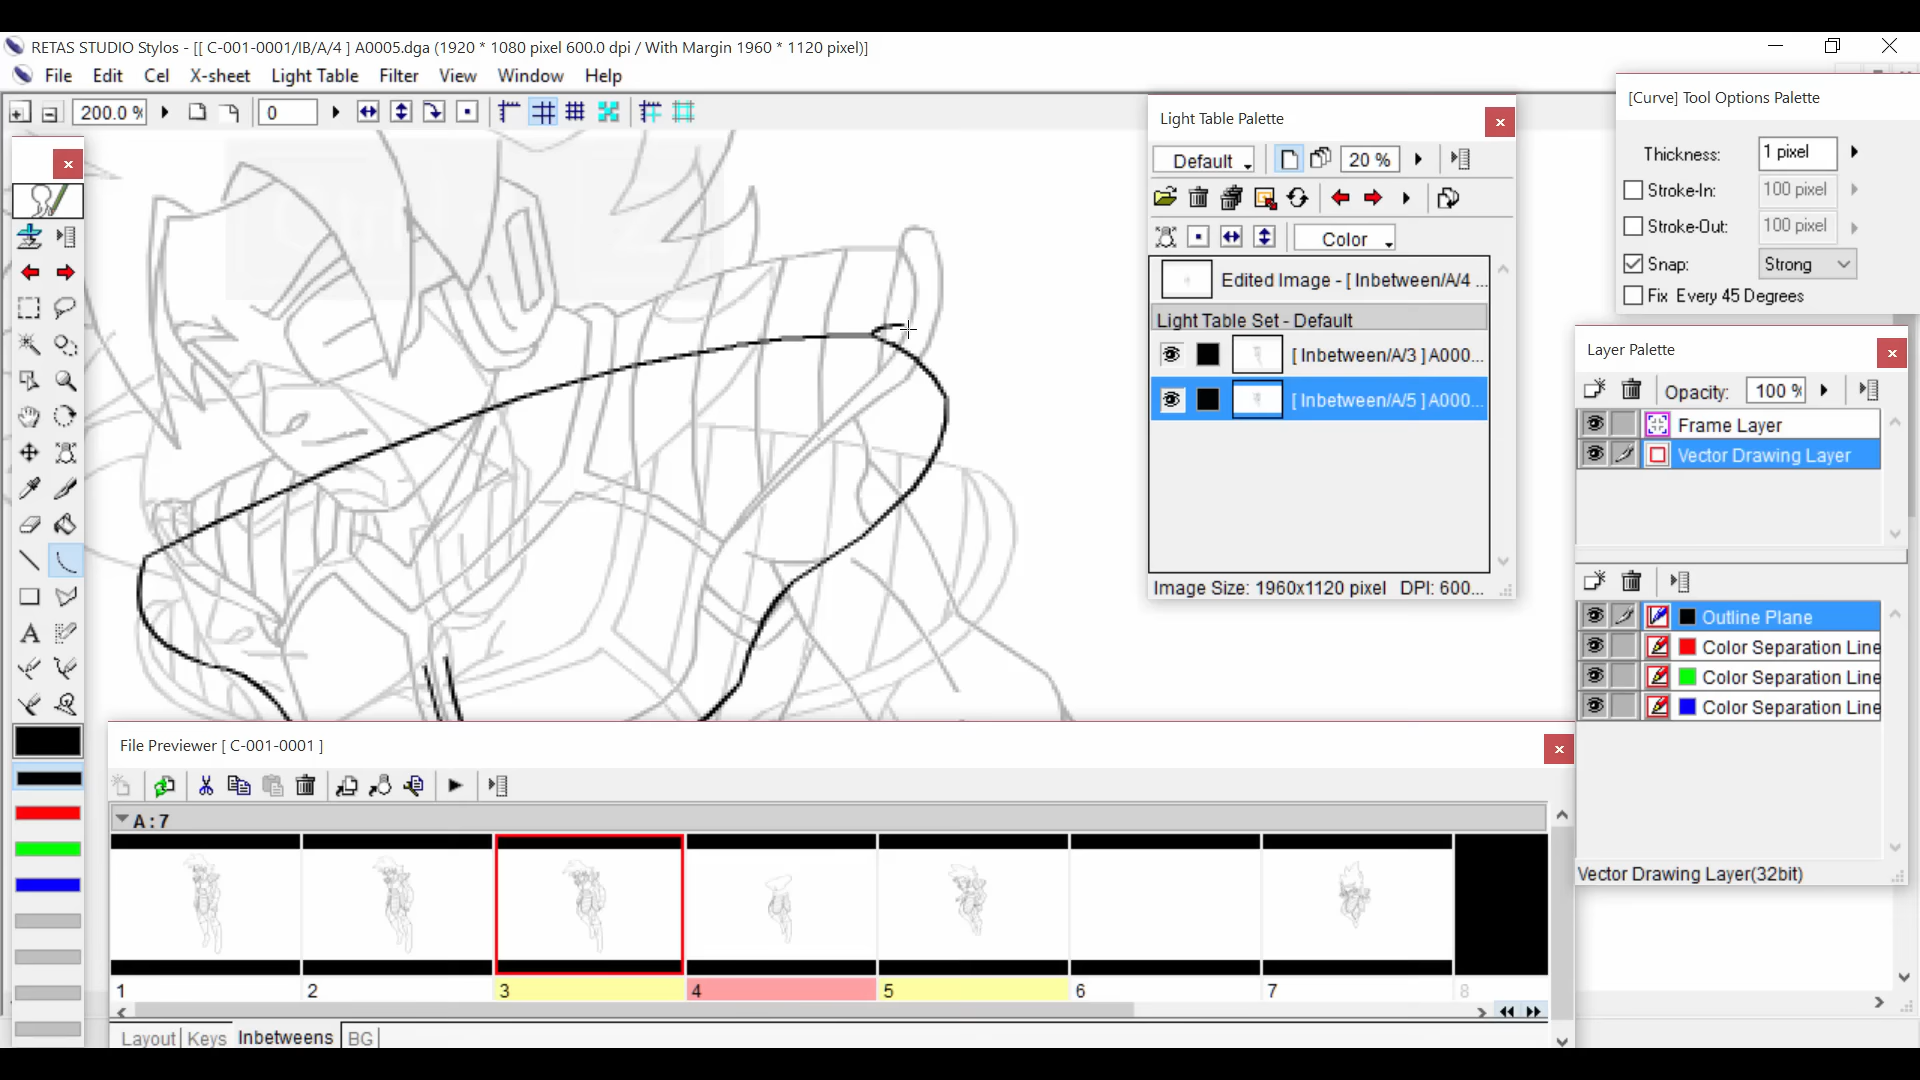 RETAS STUDIO Stylos - [[ C-001-0001/IB/A/4 ] A0005.dga (1920 * 1080 pixel 600.0 dpi / With Margin 1960 * 1120 pixel)]
File Edit Cel X-sheet Light Table Filter View Window Help
200.0 %
0
Light Table Palette
Default
20 %
Color
Edited Image - [ Inbetween/A/4 ...
Light Table Set - Default
[ Inbetween/A/3 ] A000...
[ Inbetween/A/5 ] A000...
Image Size: 1960x1120 pixel DPI: 600...
[Curve] Tool Options Palette
Thickness: 1 pixel
Stroke-In: 100 pixel
Stroke-Out: 100 pixel
Snap: Strong
Fix Every 45 Degrees
Layer Palette
Opacity: 100 %
Frame Layer
Vector Drawing Layer
Outline Plane
Color Separation Line
Color Separation Line
Color Separation Line
Vector Drawing Layer(32bit)
File Previewer [ C-001-0001 ]
A : 7
1 2 3 4 5 6 7 8
Layout Keys Inbetweens BG